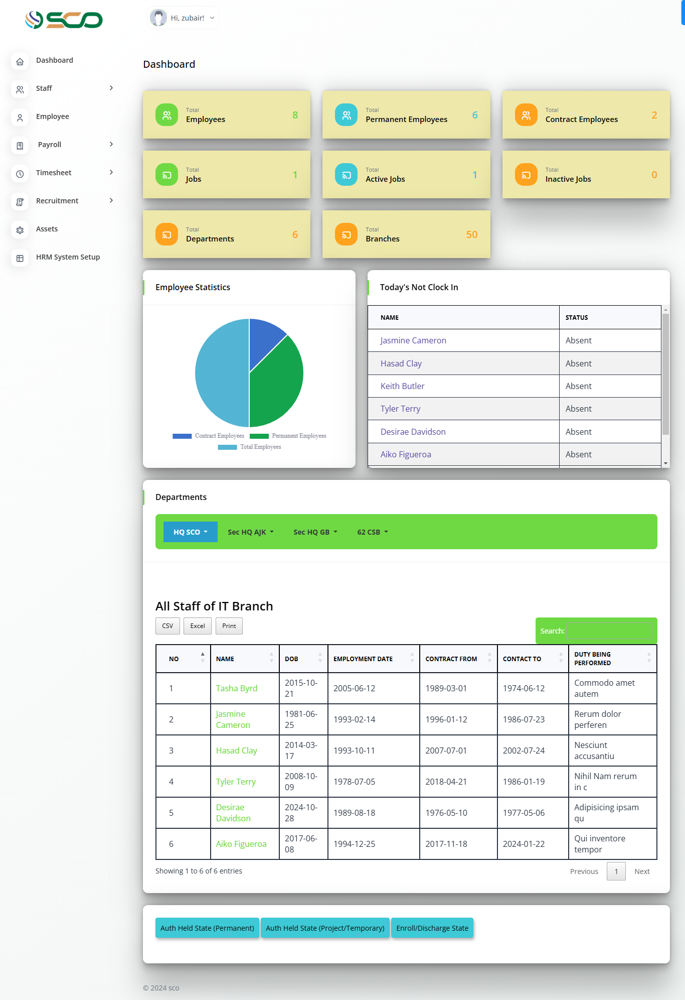 SCO
Hi, zubair!
Dashboard
Staff
Employee
Payroll
Timesheet
Recruitment
Assets
HRM System Setup
Dashboard
Total
Employees
8
Total
Permanent Employees
6
Total
Contract Employees
2
Total
Jobs
1
Total
Active Jobs
1
Total
Inactive Jobs
0
Total
Departments
6
Total
Branches
50
Employee Statistics
Contract Employees Permanent Employees
Total Employees
Today's Not Clock In
NAME STATUS
Jasmine Cameron Absent
Hasad Clay Absent
Keith Butler Absent
Tyler Terry Absent
Desirae Davidson Absent
Aiko Figueroa Absent
Departments
HQ SCO Sec HQ AJK Sec HQ GB 62 CSB
All Staff of IT Branch
CSV Excel Print
Search:
NO NAME DOB EMPLOYMENT DATE CONTRACT FROM CONTACT TO DUTY BEING PERFORMED
1 Tasha Byrd 2015-10-21 2005-06-12 1989-03-01 1974-06-12 Commodo amet autem
2 Jasmine Cameron 1981-06-25 1993-02-14 1996-01-12 1986-07-23 Rerum dolor perferen
3 Hasad Clay 2014-03-17 1993-10-11 2007-07-01 2002-07-24 Nesciunt accusantiu
4 Tyler Terry 2008-10-09 1978-07-05 2018-04-21 1986-01-19 Nihil Nam rerum in c
5 Desirae Davidson 2024-10-28 1989-08-18 1976-05-10 1977-05-06 Adipisicing ipsam qu
6 Aiko Figueroa 2017-06-08 1994-12-25 2017-11-18 2024-01-22 Qui inventore tempor
Showing 1 to 6 of 6 entries
Previous 1 Next
Auth Held State (Permanent) Auth Held State (Project/Temporary) Enroll/Discharge State
© 2024 sco